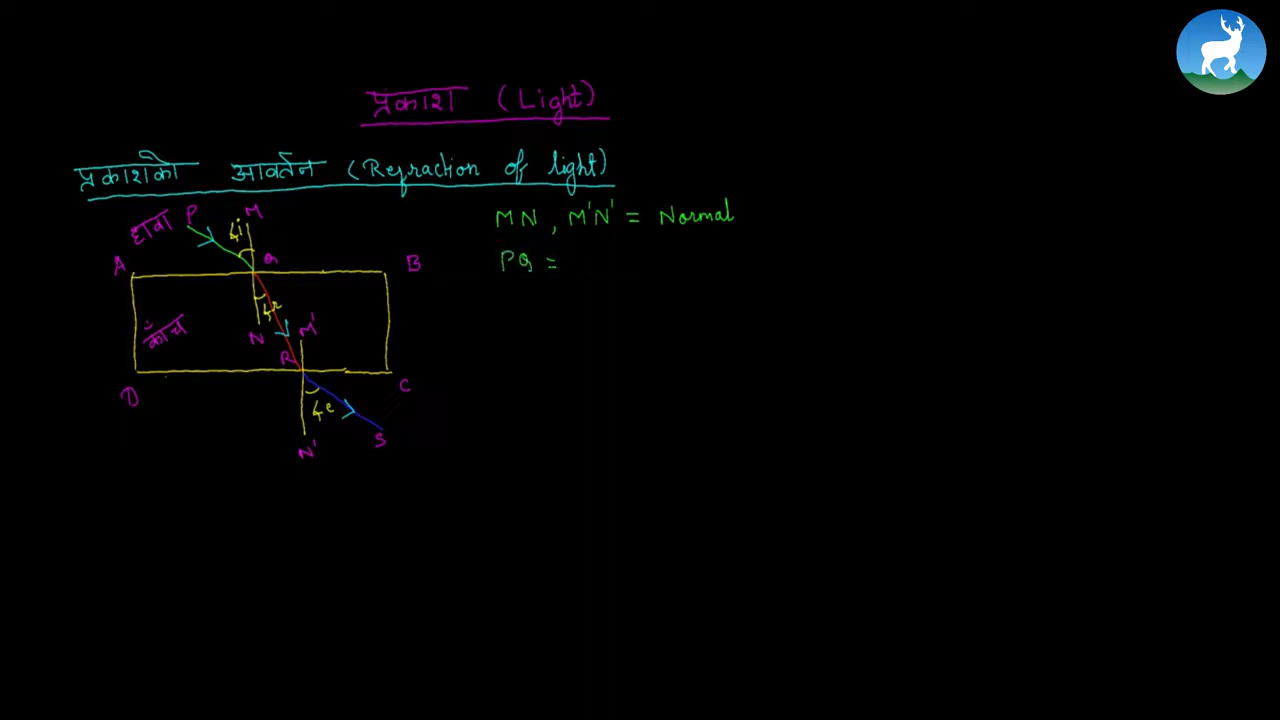 प्रकाश (Light)
प्रकाशको आवर्तन (Refraction of light)
हावा P M
∠i
MN, M'N' = Normal
A Q B
PQ =
∠r
काँच N M'
R
D C
∠e
N' S